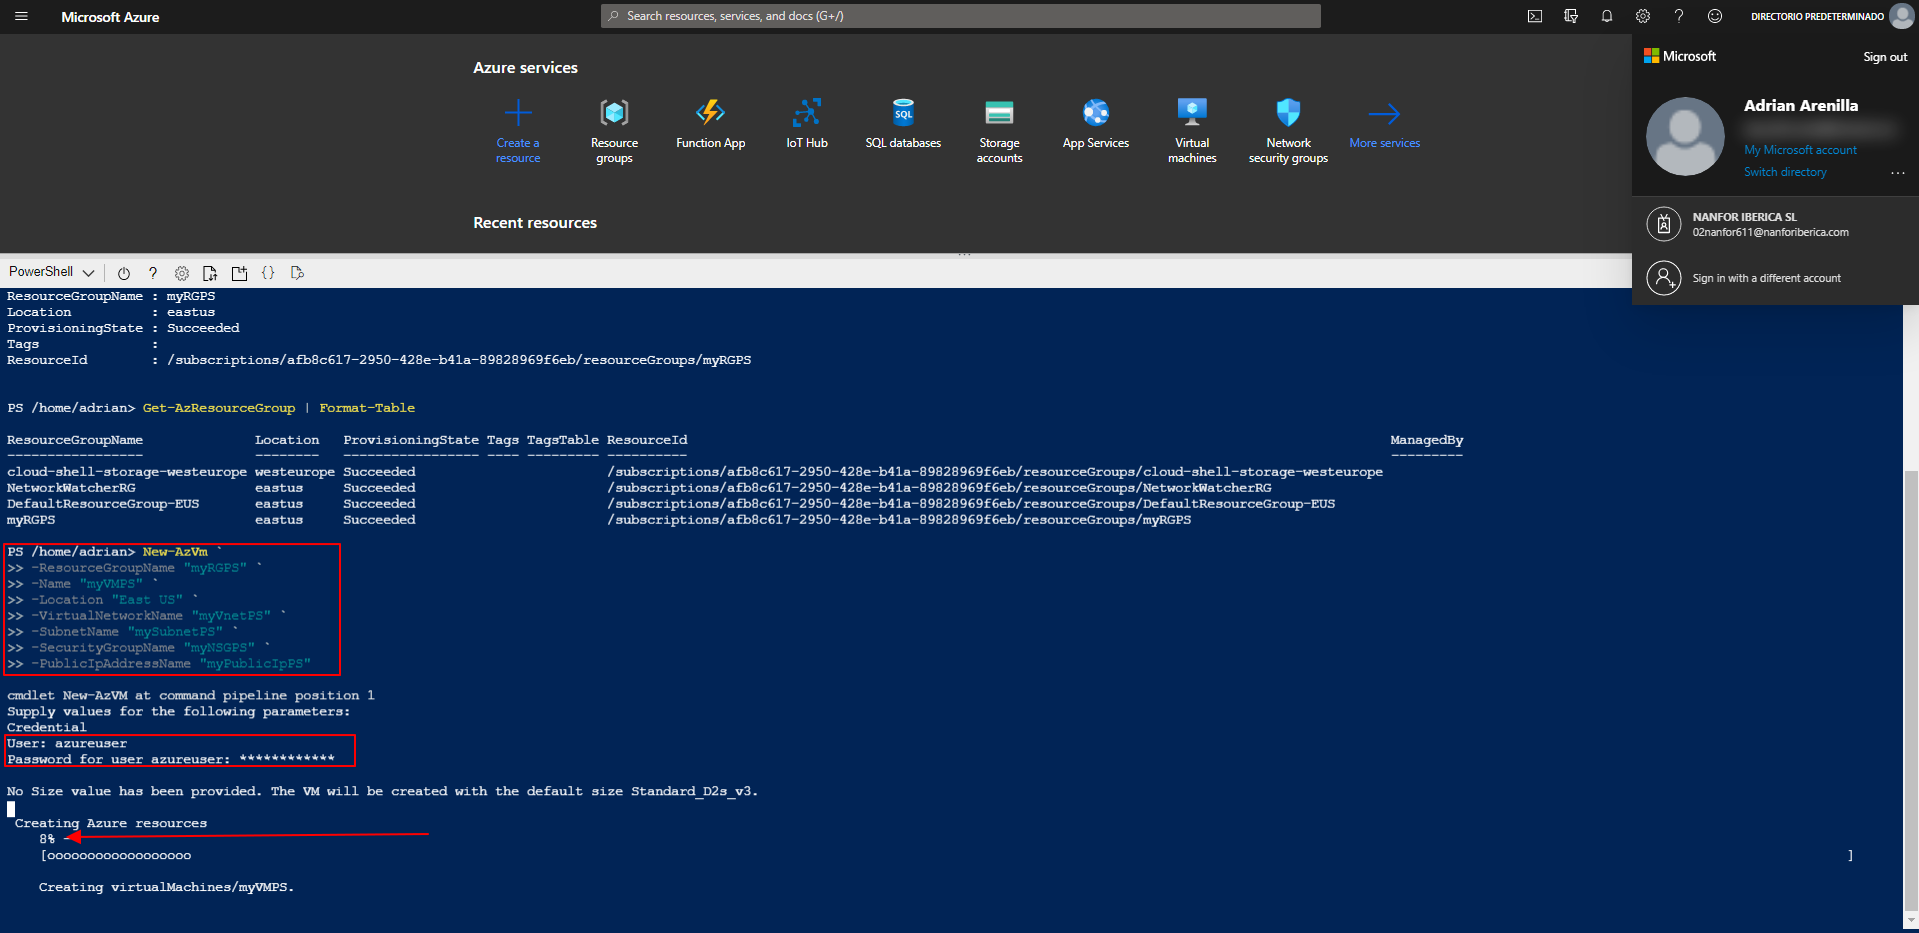 Microsoft Azure
Search resources, services, and docs (G+/)
DIRECTORIO PREDETERMINADO
Microsoft
Sign out
Adrian Arenilla
My Microsoft account
Switch directory
...
NANFOR IBERICA SL
02nanfor611@nanforiberica.com
Sign in with a different account
Azure services
Create a resource
Resource groups
Function App
IoT Hub
SQL databases
Storage accounts
App Services
Virtual machines
Network security groups
More services
Recent resources
PowerShell
ResourceGroupName : myRGPS
Location          : eastus
ProvisioningState : Succeeded
Tags              :
ResourceId        : /subscriptions/afb8c617-2950-428e-b41a-89828969f6eb/resourceGroups/myRGPS
PS /home/adrian> Get-AzResourceGroup | Format-Table
ResourceGroupName Location ProvisioningState Tags TagsTable ResourceId ManagedBy
----------------- -------- ----------------- ---- --------- ---------- ---------
cloud-shell-storage-westeurope westeurope Succeeded /subscriptions/afb8c617-2950-428e-b41a-89828969f6eb/resourceGroups/cloud-shell-storage-westeurope
NetworkWatcherRG eastus Succeeded /subscriptions/afb8c617-2950-428e-b41a-89828969f6eb/resourceGroups/NetworkWatcherRG
DefaultResourceGroup-EUS eastus Succeeded /subscriptions/afb8c617-2950-428e-b41a-89828969f6eb/resourceGroups/DefaultResourceGroup-EUS
myRGPS eastus Succeeded /subscriptions/afb8c617-2950-428e-b41a-89828969f6eb/resourceGroups/myRGPS
PS /home/adrian> New-AzVm `
>> -ResourceGroupName "myRGPS" `
>> -Name "myVMPS" `
>> -Location "East US" `
>> -VirtualNetworkName "myVnetPS" `
>> -SubnetName "mySubnetPS" `
>> -SecurityGroupName "myNSGPS" `
>> -PublicIpAddressName "myPublicIpPS"
cmdlet New-AzVM at command pipeline position 1
Supply values for the following parameters:
Credential
User: azureuser
Password for user azureuser: ************
No Size value has been provided. The VM will be created with the default size Standard_D2s_v3.
Creating Azure resources
8% -
[oooooooooooooooooo ]
Creating virtualMachines/myVMPS.